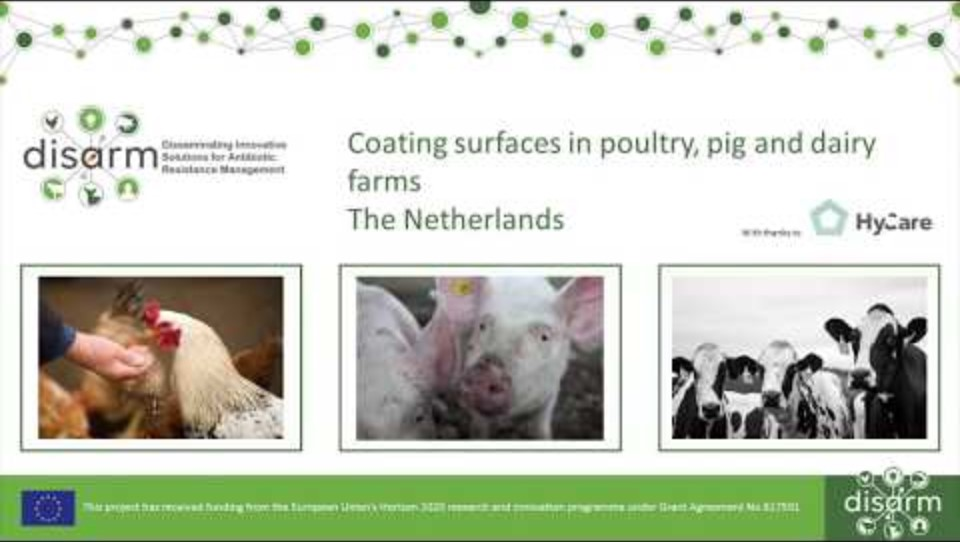 disarm
Disseminating Innovative
Solutions for Antibiotic
Resistance Management
Coating surfaces in poultry, pig and dairy
farms
The Netherlands
With thanks to
HyCare
This project has received funding from the European Union's Horizon 2020 research and innovation programme under Grant Agreement No 817591
disarm